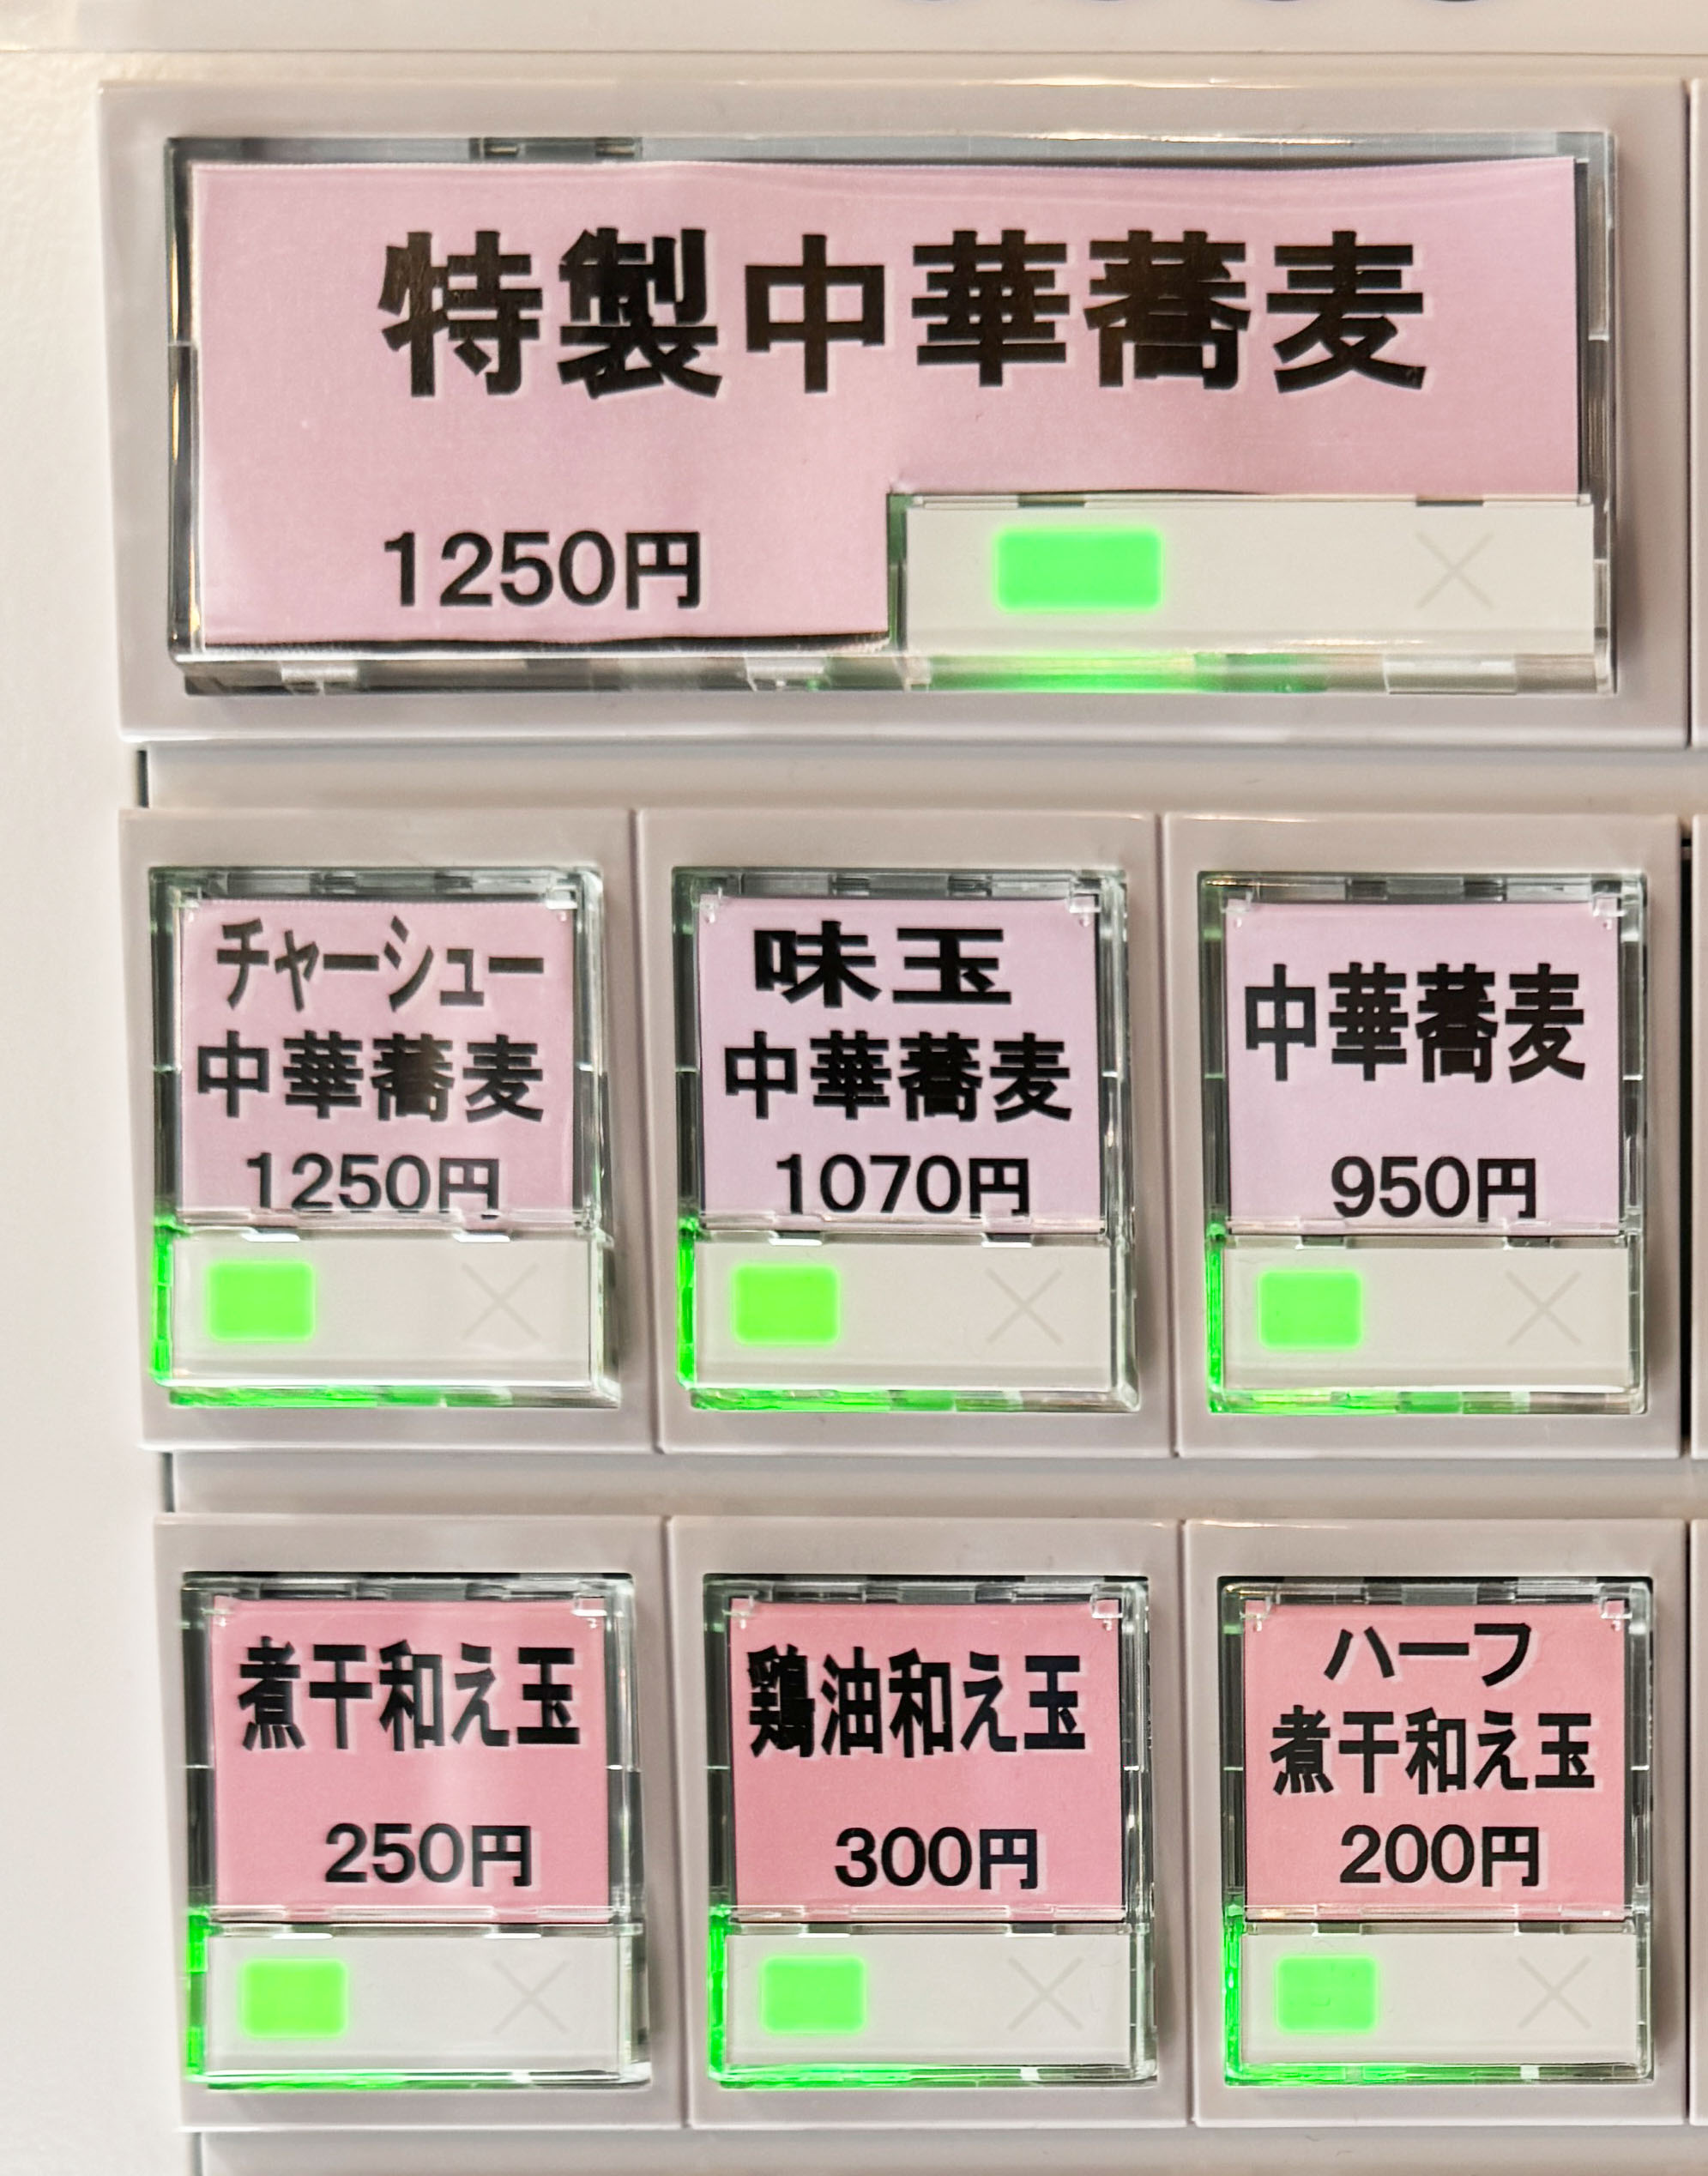 特製中華蕎麦
1250円
チャーシュー
中華蕎麦
1250円
味玉
中華蕎麦
1070円
中華蕎麦
950円
煮干和え玉
250円
鶏油和え玉
300円
ハーフ
煮干和え玉
200円